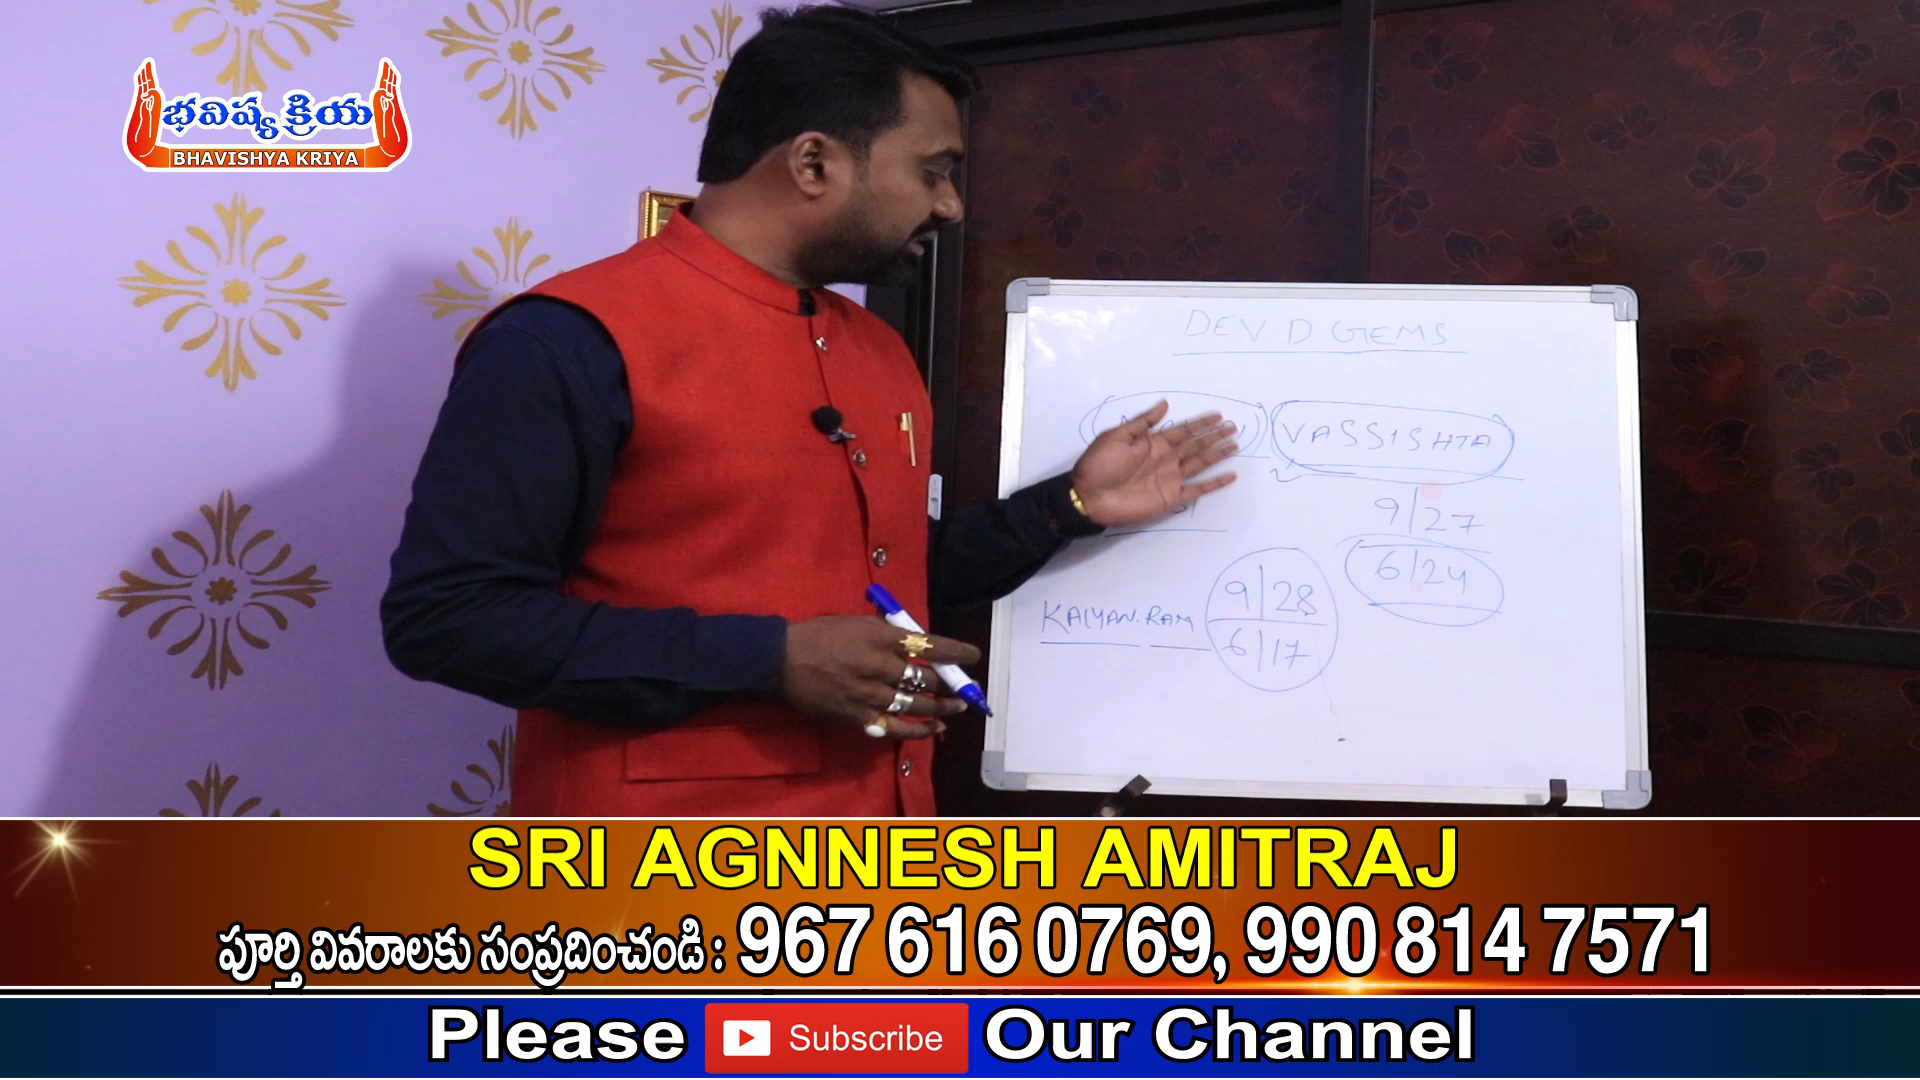 భవిష్య క్రియ
BHAVISHYA KRIYA
DEV. D GEMS
VASSISHTA
9/27
6/24
9/28
KALYAN. RAM
6/17
SRI AGNNESH AMITRAJ
పూర్తి వివరాలకు సంప్రదించండి : 967 616 0769, 990 814 7571
Please Subscribe Our Channel